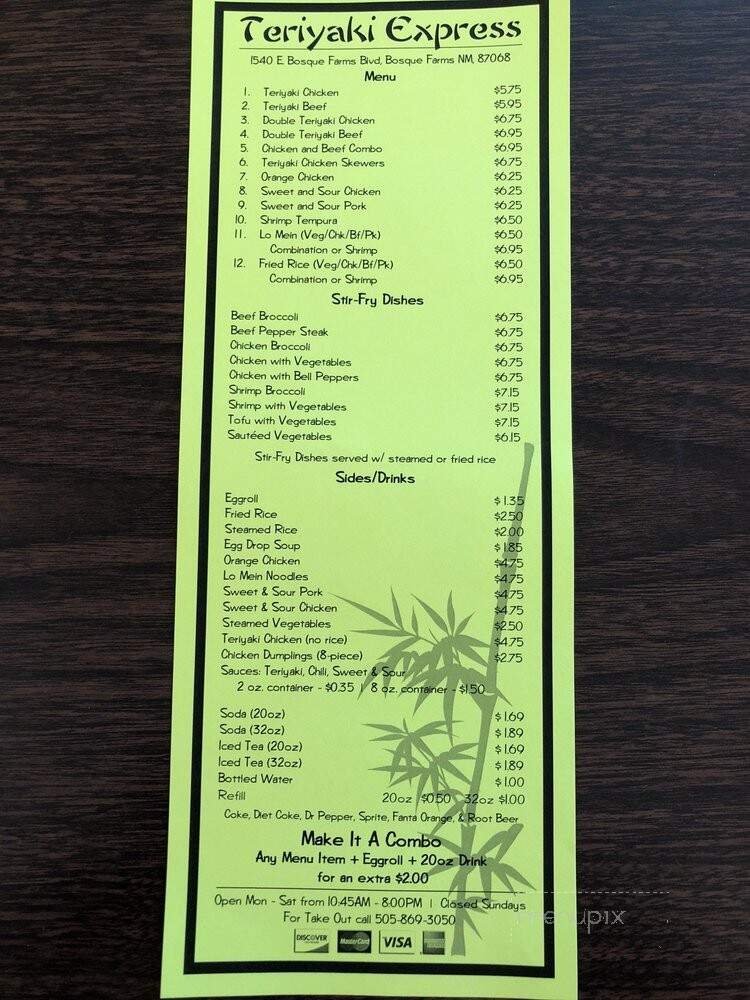 Teriyaki Express
1540 E. Bosque Farms Blvd, Bosque Farms NM, 87068
Menu
1. Teriyaki Chicken $5.75
2. Teriyaki Beef $5.95
3. Double Teriyaki Chicken $6.75
4. Double Teriyaki Beef $6.95
5. Chicken and Beef Combo $6.95
6. Teriyaki Chicken Skewers $6.75
7. Orange Chicken $6.25
8. Sweet and Sour Chicken $6.25
9. Sweet and Sour Pork $6.25
10. Shrimp Tempura $6.50
11. Lo Mein (Veg/Chk/Bf/Pk) $6.50
Combination or Shrimp $6.95
12. Fried Rice (Veg/Chk/Bf/Pk) $6.50
Combination or Shrimp $6.95
Stir-Fry Dishes
Beef Broccoli $6.75
Beef Pepper Steak $6.75
Chicken Broccoli $6.75
Chicken with Vegetables $6.75
Chicken with Bell Peppers $6.75
Shrimp Broccoli $7.15
Shrimp with Vegetables $7.15
Tofu with Vegetables $7.15
Sautéed Vegetables $6.15
Stir-Fry Dishes served w/ steamed or fried rice
Sides/Drinks
Eggroll $1.35
Fried Rice $2.50
Steamed Rice $2.00
Egg Drop Soup $1.85
Orange Chicken $4.75
Lo Mein Noodles $4.75
Sweet & Sour Pork $4.75
Sweet & Sour Chicken $4.75
Steamed Vegetables $2.50
Teriyaki Chicken (no rice) $4.75
Chicken Dumplings (8-piece) $2.75
Sauces: Teriyaki, Chili, Sweet & Sour
2 oz. container - $0.35 | 8 oz. container - $1.50
Soda (20oz) $1.69
Soda (32oz) $1.89
Iced Tea (20oz) $1.69
Iced Tea (32oz) $1.89
Bottled Water $1.00
Refill 20oz $0.50 32oz $1.00
Coke, Diet Coke, Dr Pepper, Sprite, Fanta Orange, & Root Beer
Make It A Combo
Any Menu Item + Eggroll + 20oz Drink
for an extra $2.00
Open Mon - Sat from 10:45AM - 8:00PM | Closed Sundays
For Take Out call 505-869-3050
DISCOVER MasterCard VISA
menupix